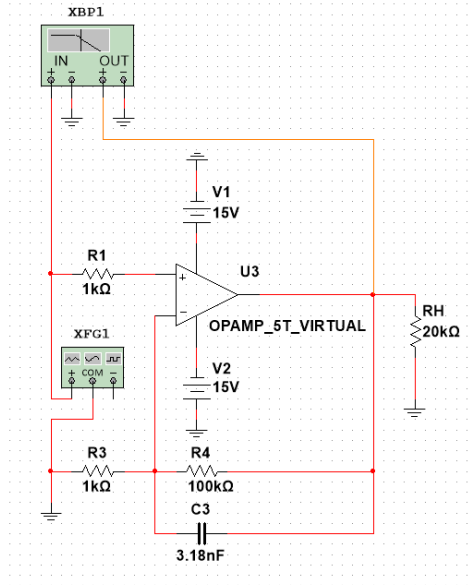 XBP1
IN OUT
+ − + −
V1
15V
R1
1kΩ
+
−
U3
OPAMP_5T_VIRTUAL
RH
20kΩ
XFG1
+ COM −
V2
15V
R3
1kΩ
R4
100kΩ
C3
3.18nF